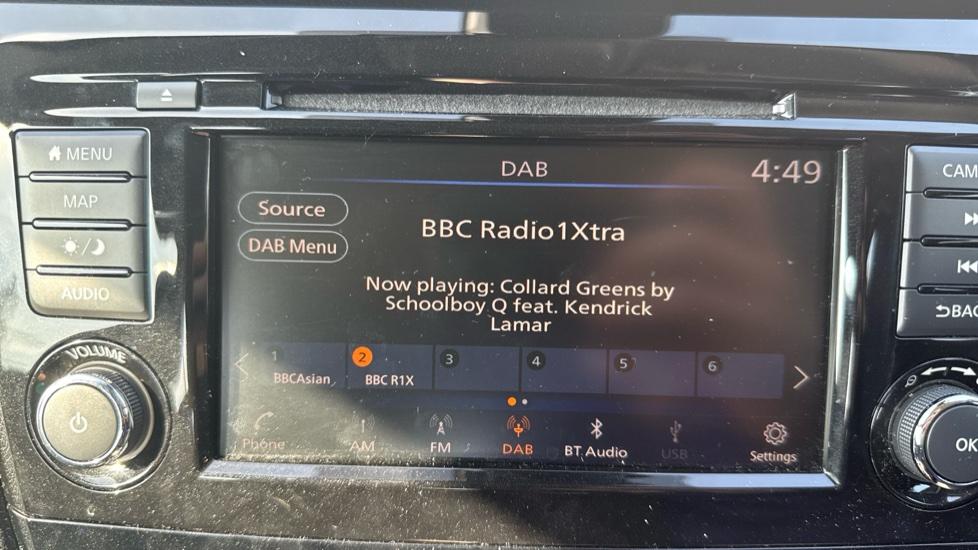 MENU
MAP
AUDIO
VOLUME
DAB
4:49
Source
DAB Menu
BBC Radio1Xtra
Now playing: Collard Greens by
Schoolboy Q feat. Kendrick
Lamar
1 2 3 4 5 6
BBCAsian BBC R1X
Phone AM FM DAB BT Audio USB Settings
CAM
BAC
OK